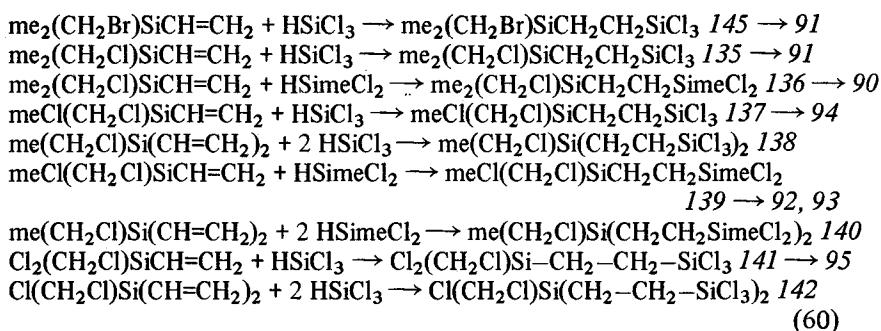 me₂(CH₂Br)SiCH=CH₂ + HSiCl₃ → me₂(CH₂Br)SiCH₂CH₂SiCl₃ 145 → 91
me₂(CH₂Cl)SiCH=CH₂ + HSiCl₃ → me₂(CH₂Cl)SiCH₂CH₂SiCl₃ 135 → 91
me₂(CH₂Cl)SiCH=CH₂ + HSimeCl₂ → me₂(CH₂Cl)SiCH₂CH₂SimeCl₂ 136 → 90
meCl(CH₂Cl)SiCH=CH₂ + HSiCl₃ → meCl(CH₂Cl)SiCH₂CH₂SiCl₃ 137 → 94
me(CH₂Cl)Si(CH=CH₂)₂ + 2 HSiCl₃ → me(CH₂Cl)Si(CH₂CH₂SiCl₃)₂ 138
meCl(CH₂Cl)SiCH=CH₂ + HSimeCl₂ → meCl(CH₂Cl)SiCH₂CH₂SimeCl₂
139 → 92, 93
me(CH₂Cl)Si(CH=CH₂)₂ + 2 HSimeCl₂ → me(CH₂Cl)Si(CH₂CH₂SimeCl₂)₂ 140
Cl₂(CH₂Cl)SiCH=CH₂ + HSiCl₃ → Cl₂(CH₂Cl)Si–CH₂–CH₂–SiCl₃ 141 → 95
Cl(CH₂Cl)Si(CH=CH₂)₂ + 2 HSiCl₃ → Cl(CH₂Cl)Si(CH₂–CH₂–SiCl₃)₂ 142
(60)